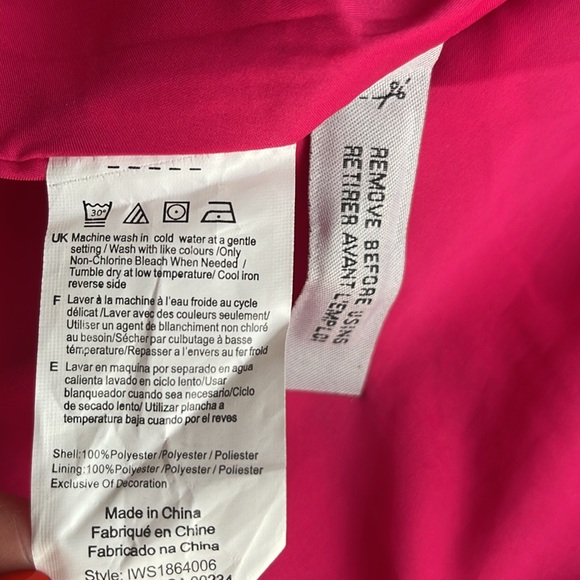 30°
UK Machine wash in cold water at a gentle
setting/Wash with like colours/Only
Non-Chlorine Bleach When Needed /
Tumble dry at low temperature/Cool iron
reverse side
F Laver à la machine à l'eau froide au cycle
délicat/Laver avec des couleurs seulement/
Utiliser un agent de bllanchiment non chloré
au besoin/Sécher par culbutage à basse
témpérature/Repasser a l'envers au fer froid
E Lavar en maquina por separado en agua
calienta lavado en ciclo lento/Usar
blanqueador cuando sea necesario/Ciclo
de secado lento/ Utilizar plancha a
temperatura baja cuando por el reves
Shell:100%Polyester/Polyester / Poliester
Lining:100%Polyester/Polyester / Poliester
Exclusive Of Decoration
Made in China
Fabriqué en Chine
Fabricado na China
Style: IWS1864006
REMOVE BEFORE USING
RETIRER AVANT L'EMPLOI